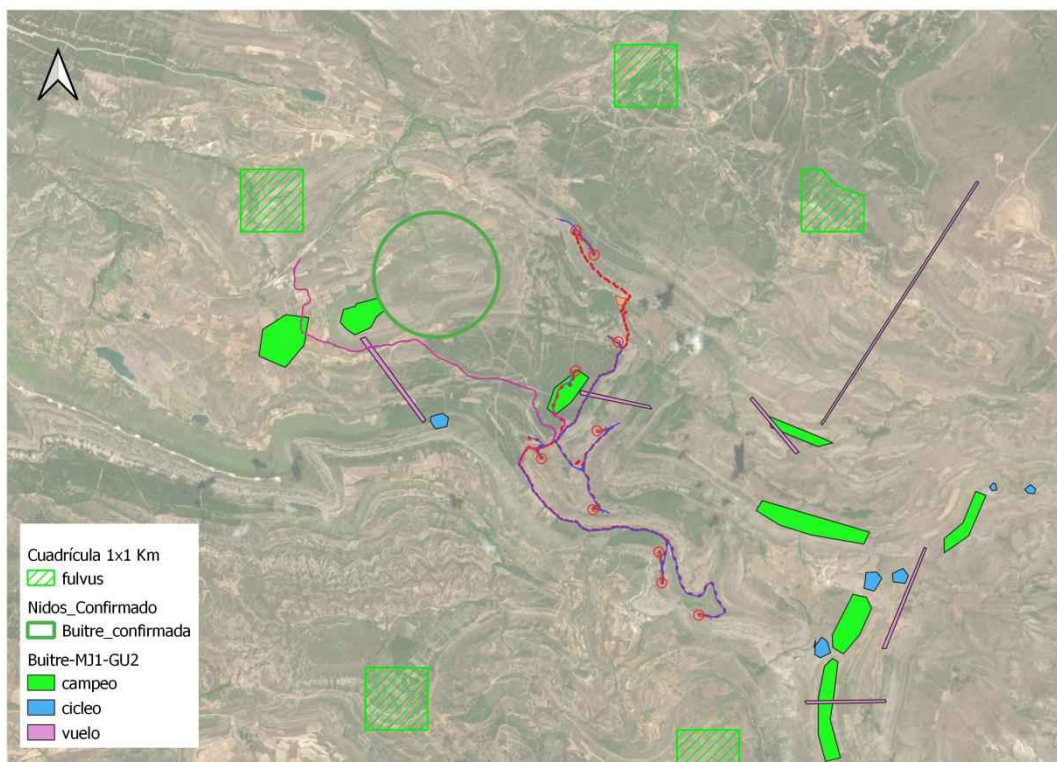 Cuadrícula 1x1 Km
fulvus
Nidos_Confirmado
Buitre_confirmada
Buitre-MJ1-GU2
campeo
cicleo
vuelo